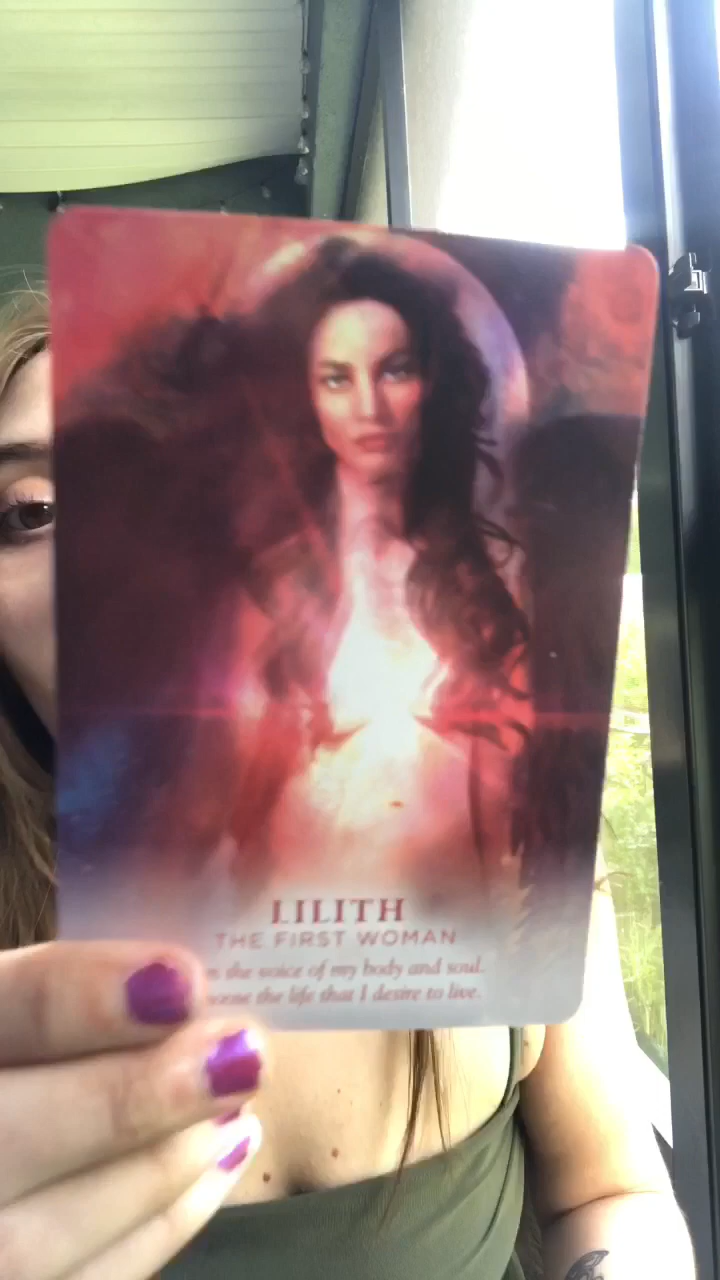 LILITH
THE FIRST WOMAN
the voice of my body and soul.
the life that I desire to live.